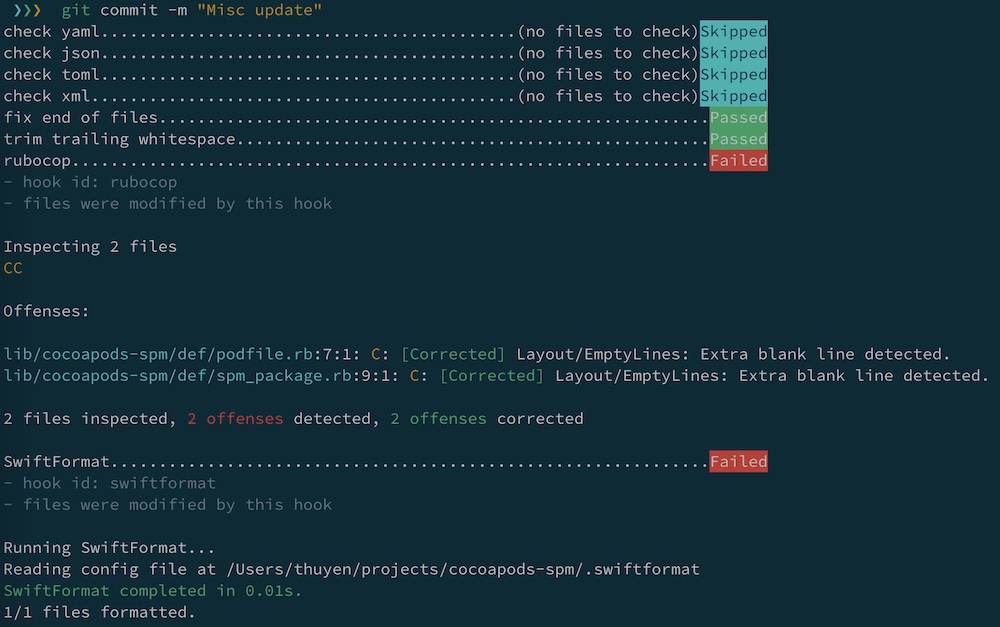 ❯❯❯ git commit -m "Misc update"
check yaml...........................................(no files to check)Skipped
check json...........................................(no files to check)Skipped
check toml...........................................(no files to check)Skipped
check xml............................................(no files to check)Skipped
fix end of files.........................................................Passed
trim trailing whitespace.................................................Passed
rubocop..................................................................Failed
- hook id: rubocop
- files were modified by this hook
Inspecting 2 files
CC
Offenses:
lib/cocoapods-spm/def/podfile.rb:7:1: C: [Corrected] Layout/EmptyLines: Extra blank line detected.
lib/cocoapods-spm/def/spm_package.rb:9:1: C: [Corrected] Layout/EmptyLines: Extra blank line detected.
2 files inspected, 2 offenses detected, 2 offenses corrected
SwiftFormat..............................................................Failed
- hook id: swiftformat
- files were modified by this hook
Running SwiftFormat...
Reading config file at /Users/thuyen/projects/cocoapods-spm/.swiftformat
SwiftFormat completed in 0.01s.
1/1 files formatted.